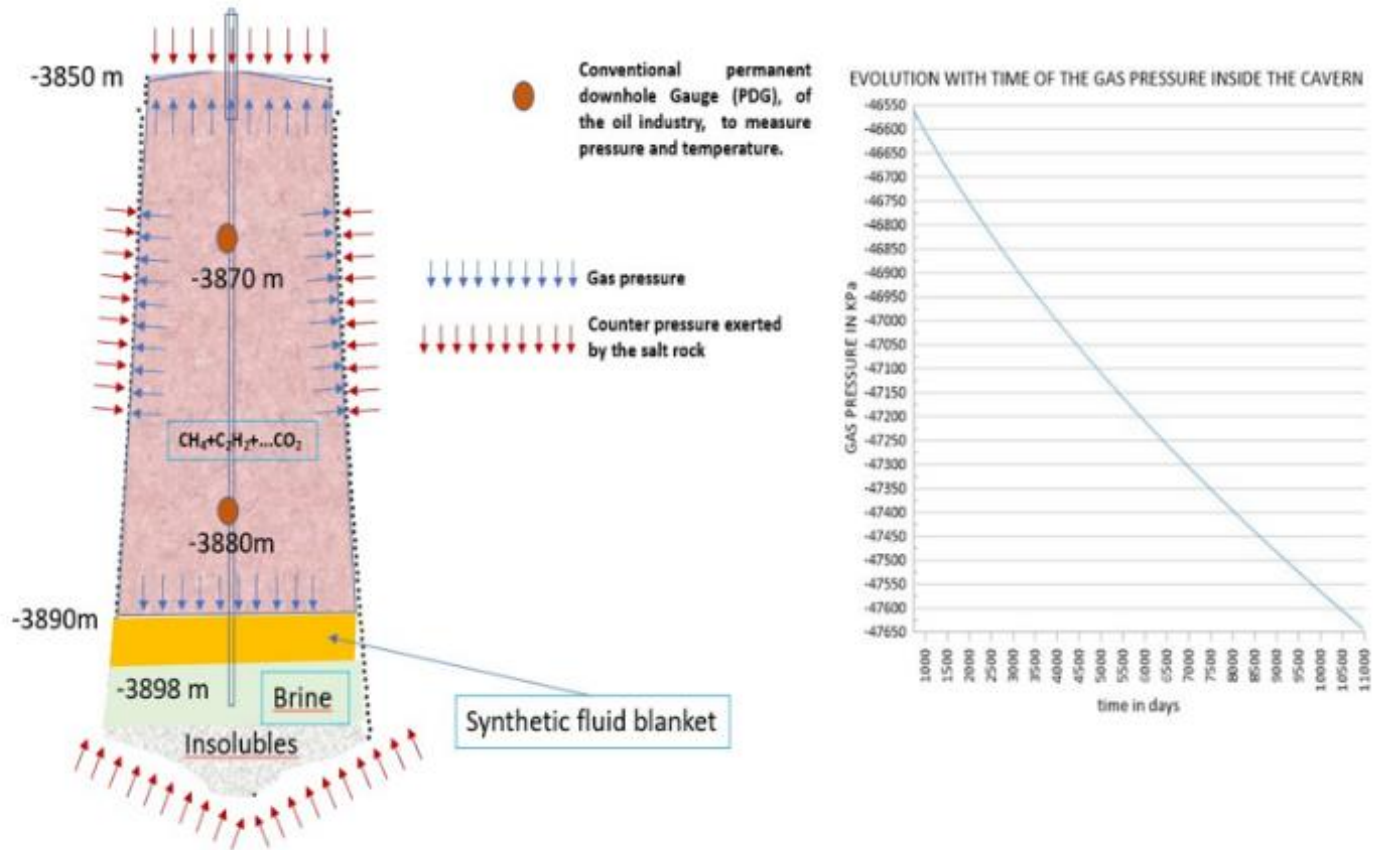 -3850 m
-3870 m
CH₄+C₂H₂+...CO₂
-3880m
-3890m
-3898 m
Brine
Insolubles
Conventional permanent
downhole Gauge (PDG), of
the oil industry, to measure
pressure and temperature.
Gas pressure
Counter pressure exerted
by the salt rock
Synthetic fluid blanket
EVOLUTION WITH TIME OF THE GAS PRESSURE INSIDE THE CAVERN
GAS PRESSURE IN KPa
-46550
-46600
-46650
-46700
-46750
-46800
-46850
-46900
-46950
-47000
-47050
-47100
-47150
-47200
-47250
-47300
-47350
-47400
-47450
-47500
-47550
-47600
-47650
1000
1500
2000
2500
3000
3500
4000
4500
5000
5500
6000
6500
7000
7500
8000
8500
9000
9500
10000
10500
11000
time in days